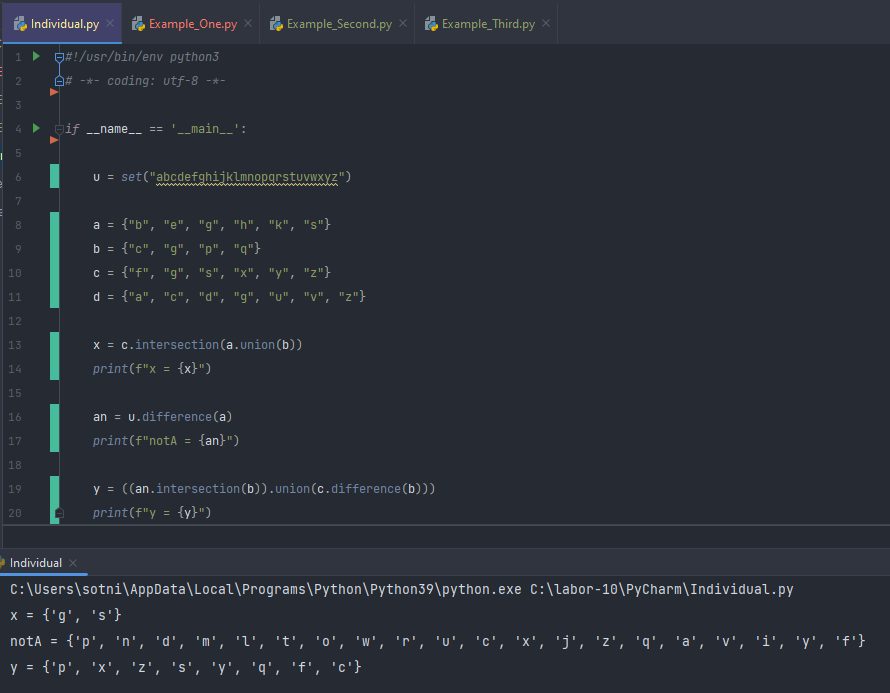 Individual.py × Example_One.py × Example_Second.py × Example_Third.py ×
1 #!/usr/bin/env python3
2 # -*- coding: utf-8 -*-
3
4 if __name__ == '__main__':
5
6 u = set("abcdefghijklmnopqrstuvwxyz")
7
8 a = {"b", "e", "g", "h", "k", "s"}
9 b = {"c", "g", "p", "q"}
10 c = {"f", "g", "s", "x", "y", "z"}
11 d = {"a", "c", "d", "g", "u", "v", "z"}
12
13 x = c.intersection(a.union(b))
14 print(f"x = {x}")
15
16 an = u.difference(a)
17 print(f"notA = {an}")
18
19 y = ((an.intersection(b)).union(c.difference(b)))
20 print(f"y = {y}")
Individual ×
C:\Users\sotni\AppData\Local\Programs\Python\Python39\python.exe C:\labor-10\PyCharm\Individual.py
x = {'g', 's'}
notA = {'p', 'n', 'd', 'm', 'l', 't', 'o', 'w', 'r', 'u', 'c', 'x', 'j', 'z', 'q', 'a', 'v', 'i', 'y', 'f'}
y = {'p', 'x', 'z', 's', 'y', 'q', 'f', 'c'}